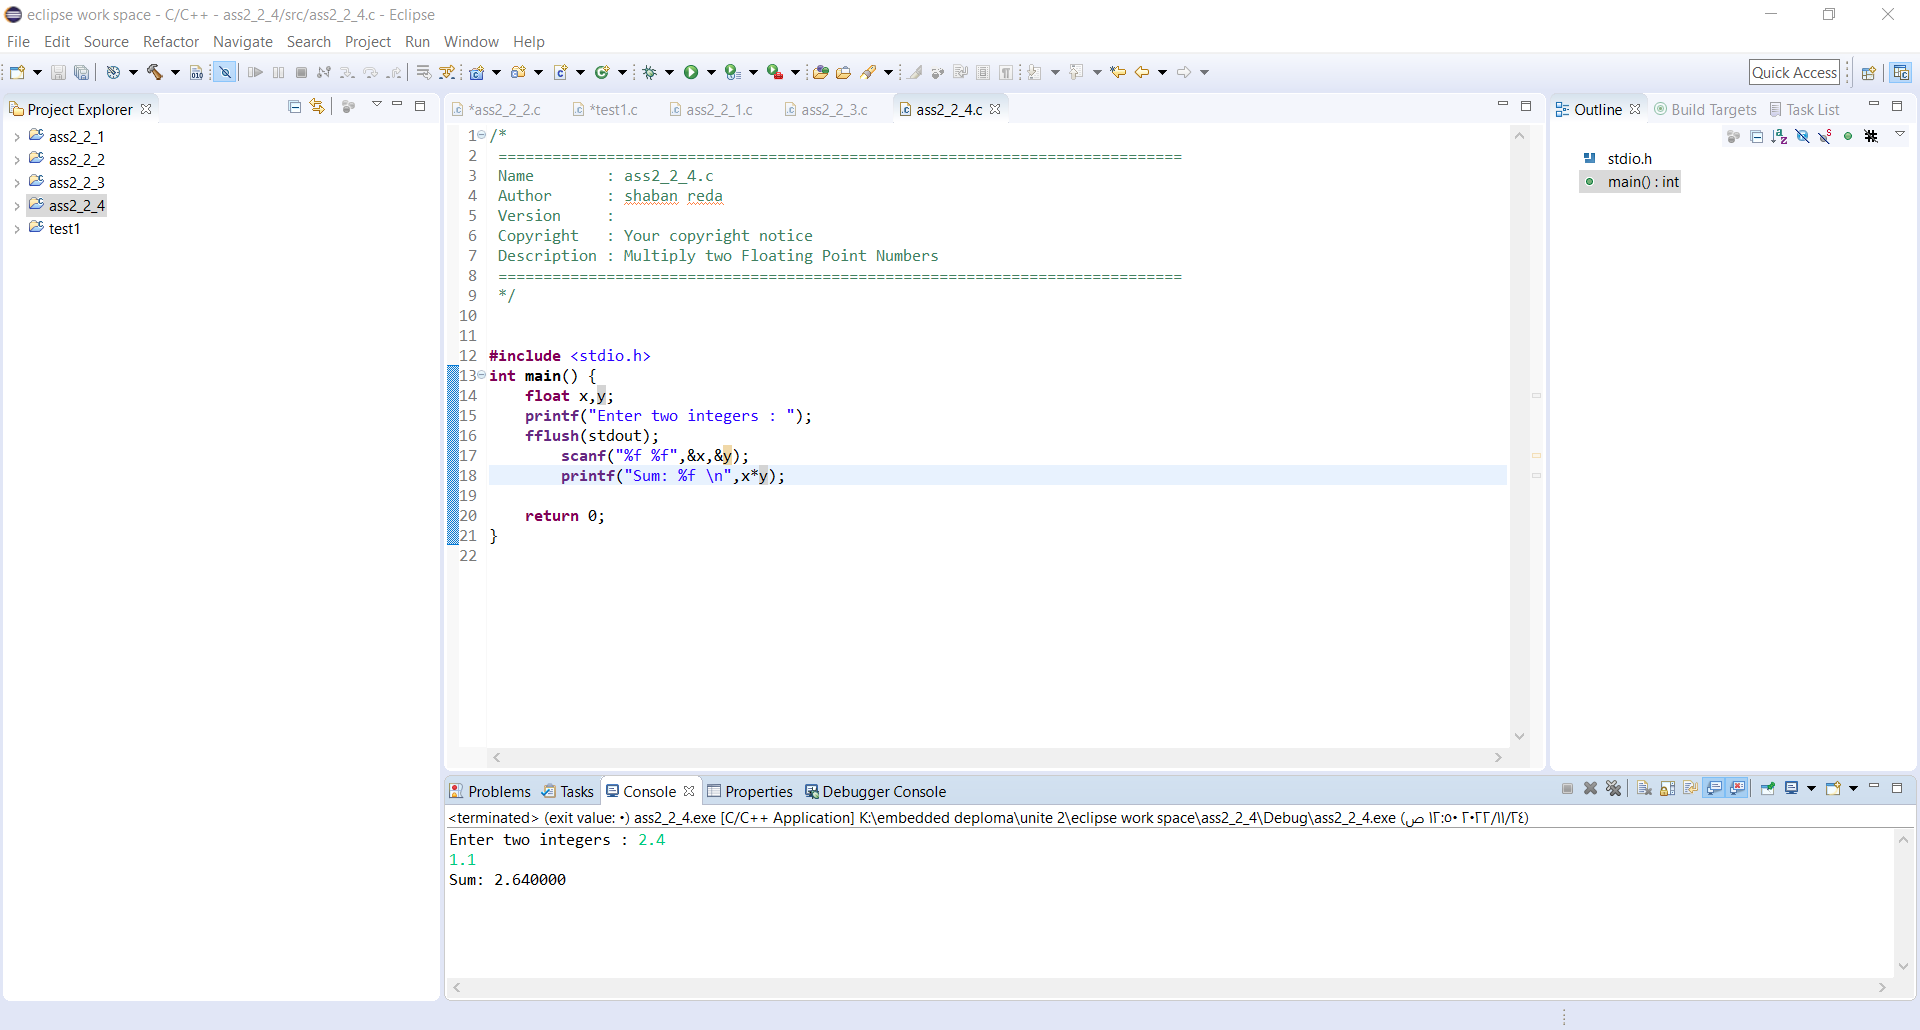 eclipse work space - C/C++ - ass2_2_4/src/ass2_2_4.c - Eclipse
File Edit Source Refactor Navigate Search Project Run Window Help
Quick Access
Project Explorer
ass2_2_1
ass2_2_2
ass2_2_3
ass2_2_4
test1
*ass2_2_2.c *test1.c ass2_2_1.c ass2_2_3.c ass2_2_4.c
1 /*
2 ============================================================================
3 Name        : ass2_2_4.c
4 Author      : shaban reda
5 Version     :
6 Copyright   : Your copyright notice
7 Description : Multiply two Floating Point Numbers
8 ============================================================================
9 */
10
11
12 #include <stdio.h>
13 int main() {
14     float x,y;
15     printf("Enter two integers : ");
16     fflush(stdout);
17         scanf("%f %f",&x,&y);
18         printf("Sum: %f \n",x*y);
19
20     return 0;
21 }
22
Outline Build Targets Task List
stdio.h
main() : int
Problems Tasks Console Properties Debugger Console
<terminated> (exit value: ٠) ass2_2_4.exe [C/C++ Application] K:\embedded deploma\unite 2\eclipse work space\ass2_2_4\Debug\ass2_2_4.exe (٢٠٢٢/١١/٢٤ ١٢:٥٠ ص)
Enter two integers : 2.4
1.1
Sum: 2.640000